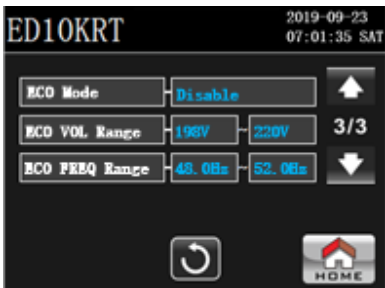 ED10KRT
2019-09-23
07:01:35 SAT
ECO Mode Disable
ECO VOL Range 198V ~ 220V
3/3
ECO FREQ Range 48.0Hz ~ 52.0Hz
HOME